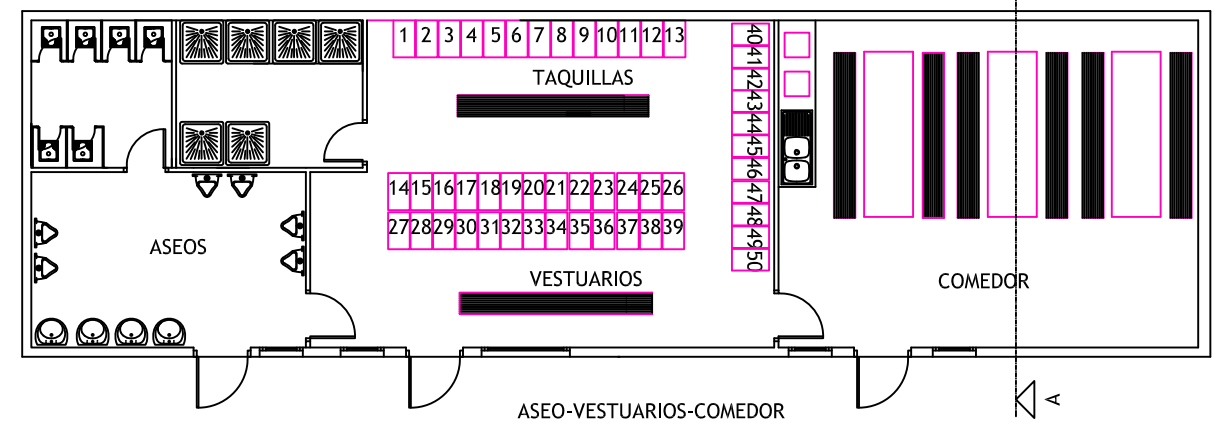 1 2 3 4 5 6 7 8 9 10 11 12 13
TAQUILLAS
14 15 16 17 18 19 20 21 22 23 24 25 26
27 28 29 30 31 32 33 34 35 36 37 38 39
40 41 42 43 44 45 46 47 48 49 50
ASEOS
VESTUARIOS
COMEDOR
ASEO-VESTUARIOS-COMEDOR
A